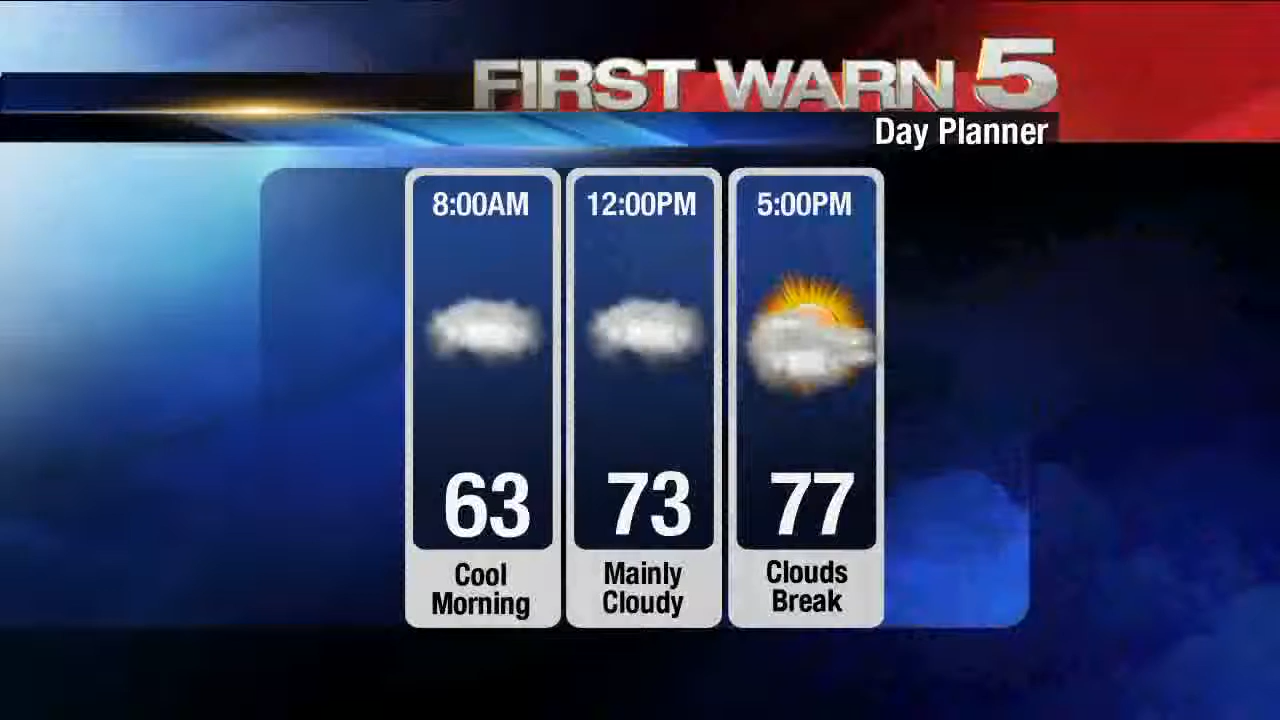 FIRST WARN 5
Day Planner
8:00AM
63
Cool
Morning
12:00PM
73
Mainly
Cloudy
5:00PM
77
Clouds
Break